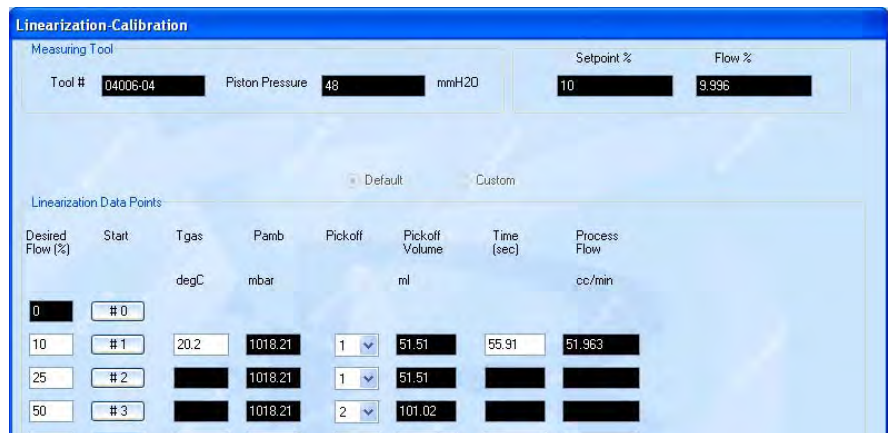 Linearization-Calibration
Measuring Tool
Tool # 04006-04 Piston Pressure 48 mmH2O
Setpoint % Flow %
10 9.996
Default Custom
Linearization Data Points
Desired Flow (%) Start Tgas Pamb Pickoff Pickoff Volume Time (sec) Process Flow
degC mbar ml cc/min
0 # 0
10 # 1 20.2 1018.21 1 51.51 55.91 51.963
25 # 2 1018.21 1 51.51
50 # 3 1018.21 2 101.02